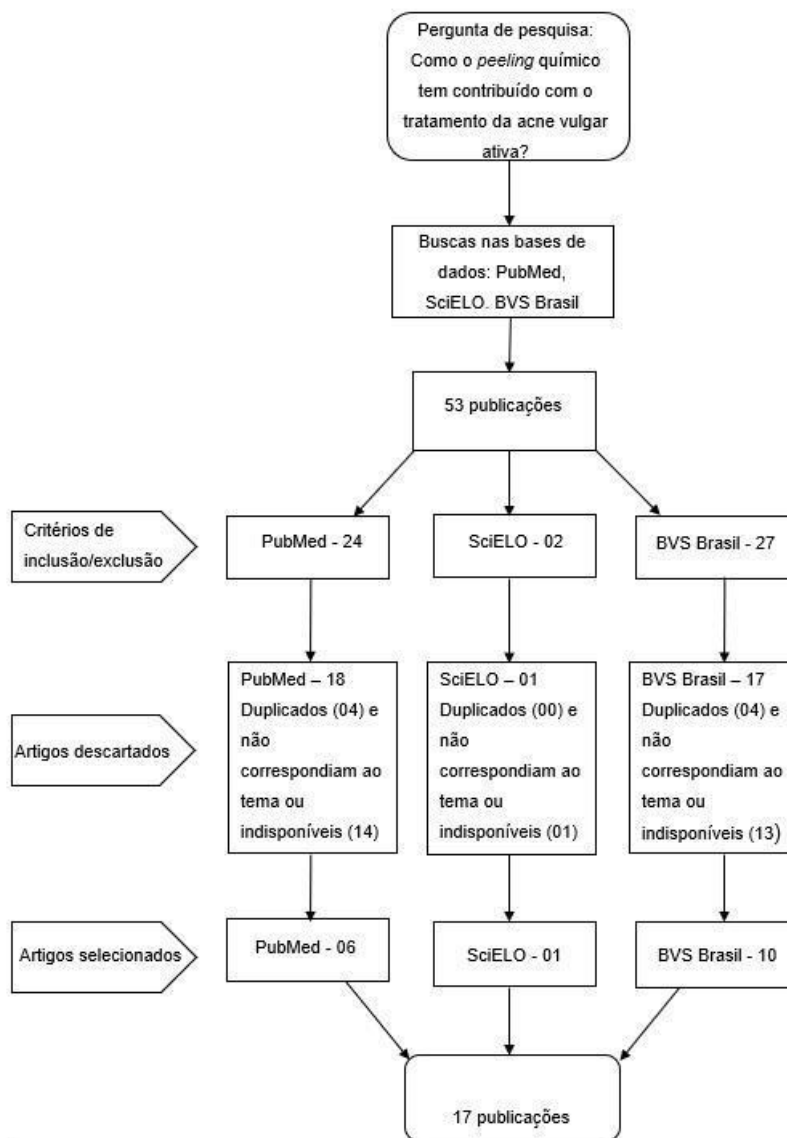 Pergunta de pesquisa:
Como o peeling químico
tem contribuído com o
tratamento da acne vulgar
ativa?
Buscas nas bases de
dados: PubMed,
SciELO. BVS Brasil
53 publicações
Critérios de
inclusão/exclusão
PubMed - 24
SciELO - 02
BVS Brasil - 27
Artigos descartados
PubMed – 18
Duplicados (04) e
não
correspondiam ao
tema ou
indisponíveis (14)
SciELO – 01
Duplicados (00) e
não
correspondiam ao
tema ou
indisponíveis (01)
BVS Brasil – 17
Duplicados (04) e
não
correspondiam ao
tema ou
indisponíveis (13)
Artigos selecionados
PubMed - 06
SciELO - 01
BVS Brasil - 10
17 publicações